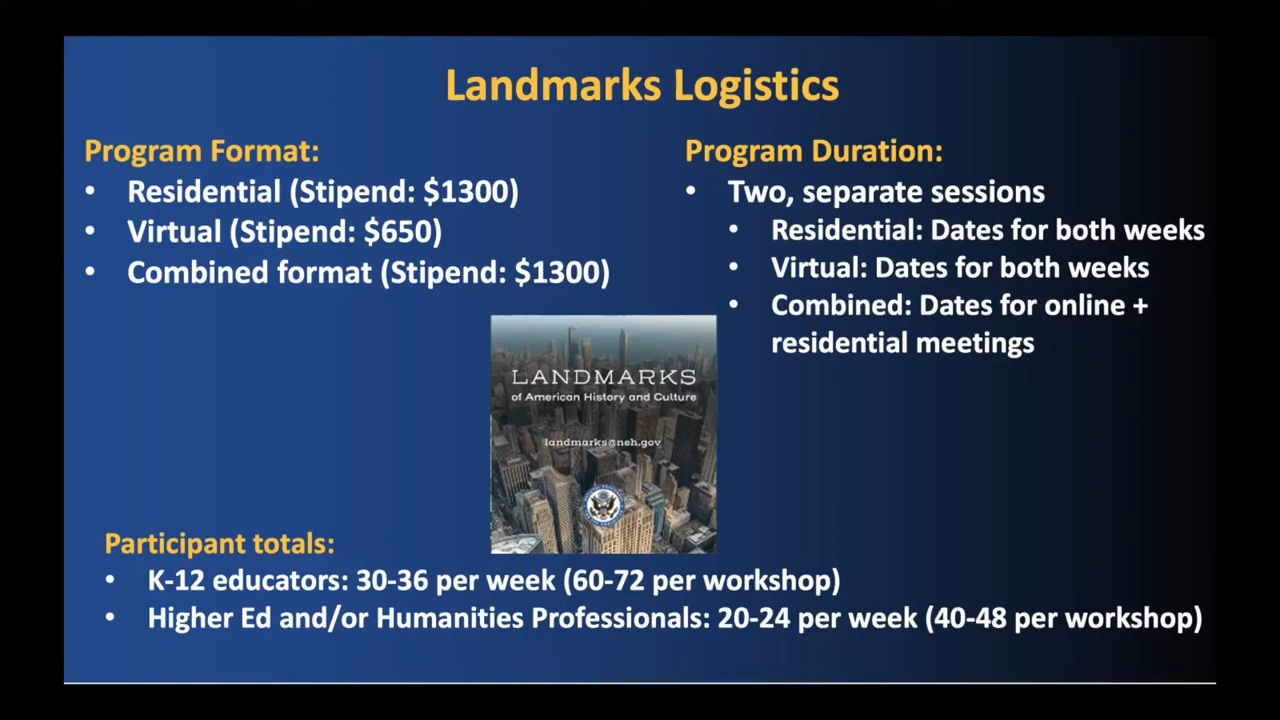 Landmarks Logistics
Program Format:
• Residential (Stipend: $1300)
• Virtual (Stipend: $650)
• Combined format (Stipend: $1300)
Program Duration:
• Two, separate sessions
• Residential: Dates for both weeks
• Virtual: Dates for both weeks
• Combined: Dates for online +
residential meetings
LANDMARKS
of American History and Culture
landmarks@neh.gov
Participant totals:
• K-12 educators: 30-36 per week (60-72 per workshop)
• Higher Ed and/or Humanities Professionals: 20-24 per week (40-48 per workshop)